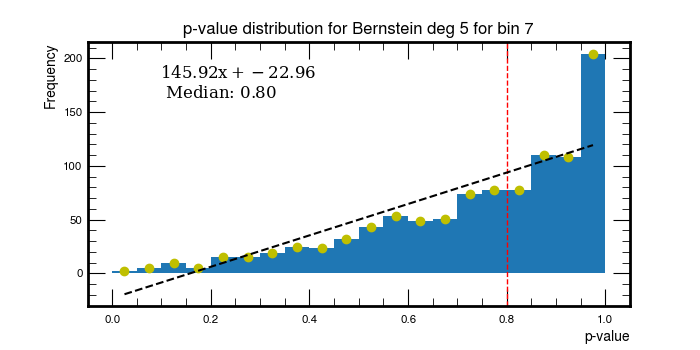 p-value distribution for Bernstein deg 5 for bin 7
Frequency
200
150
100
50
0
145.92x + −22.96
Median: 0.80
0.0 0.2 0.4 0.6 0.8 1.0
p-value